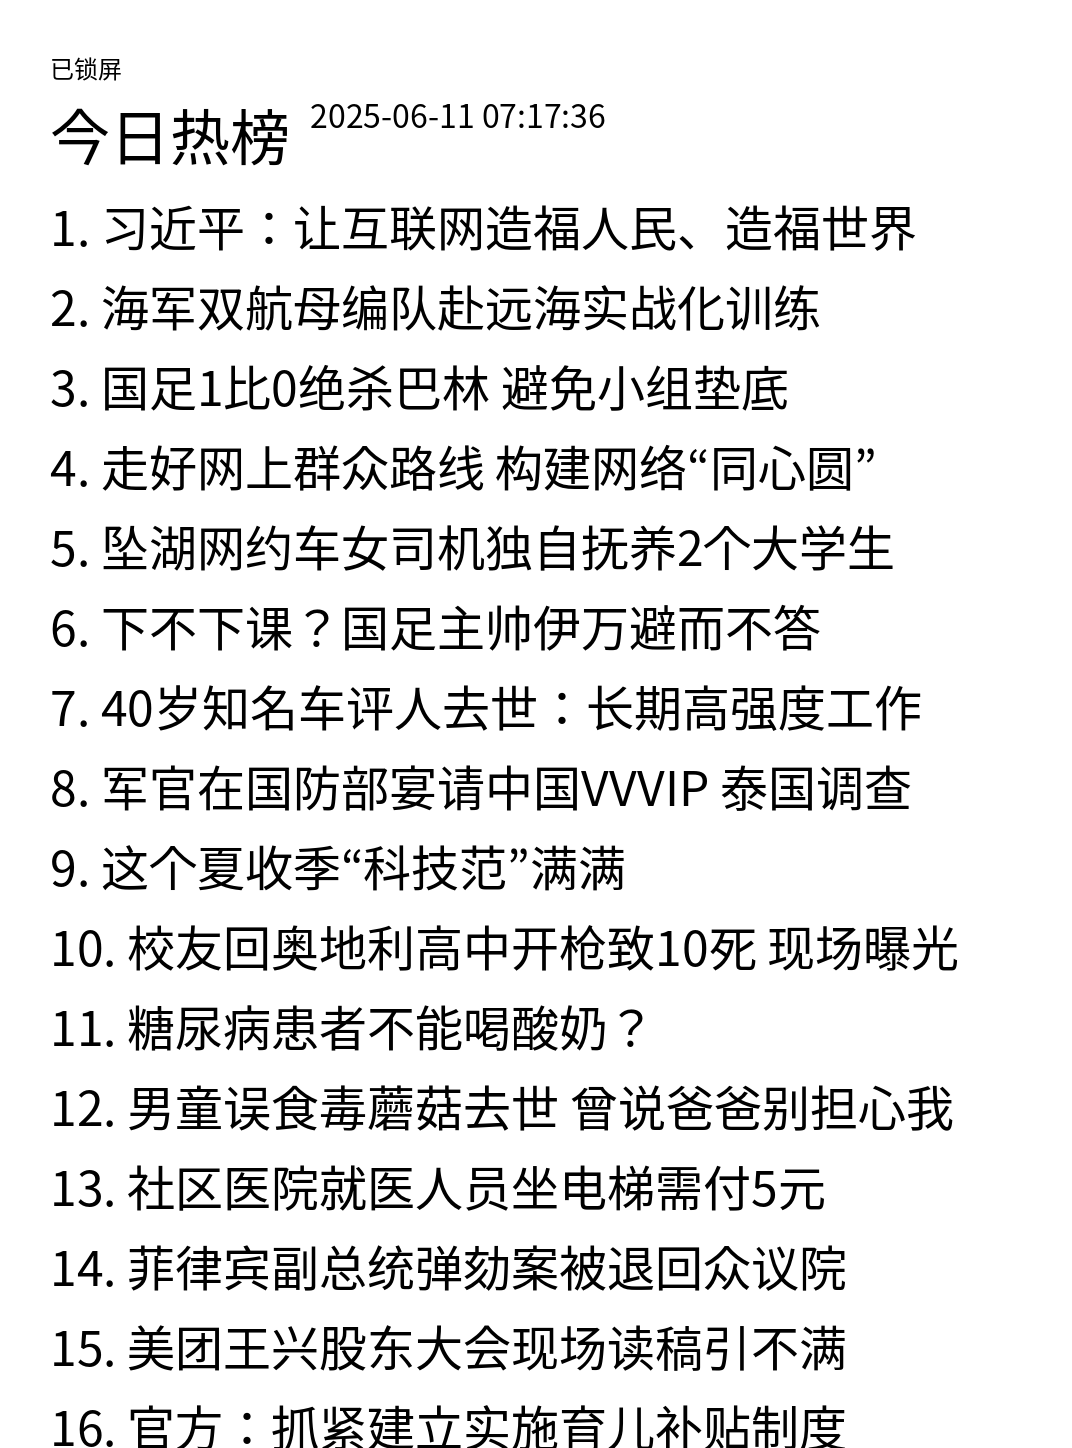 已锁屏
今日热榜 2025-06-11 07:17:36
1. 习近平：让互联网造福人民、造福世界
2. 海军双航母编队赴远海实战化训练
3. 国足1比0绝杀巴林 避免小组垫底
4. 走好网上群众路线 构建网络“同心圆”
5. 坠湖网约车女司机独自抚养2个大学生
6. 下不下课？国足主帅伊万避而不答
7. 40岁知名车评人去世：长期高强度工作
8. 军官在国防部宴请中国VVVIP 泰国调查
9. 这个夏收季“科技范”满满
10. 校友回奥地利高中开枪致10死 现场曝光
11. 糖尿病患者不能喝酸奶？
12. 男童误食毒蘑菇去世 曾说爸爸别担心我
13. 社区医院就医人员坐电梯需付5元
14. 菲律宾副总统弹劾案被退回众议院
15. 美团王兴股东大会现场读稿引不满
16. 官方：抓紧建立实施育儿补贴制度